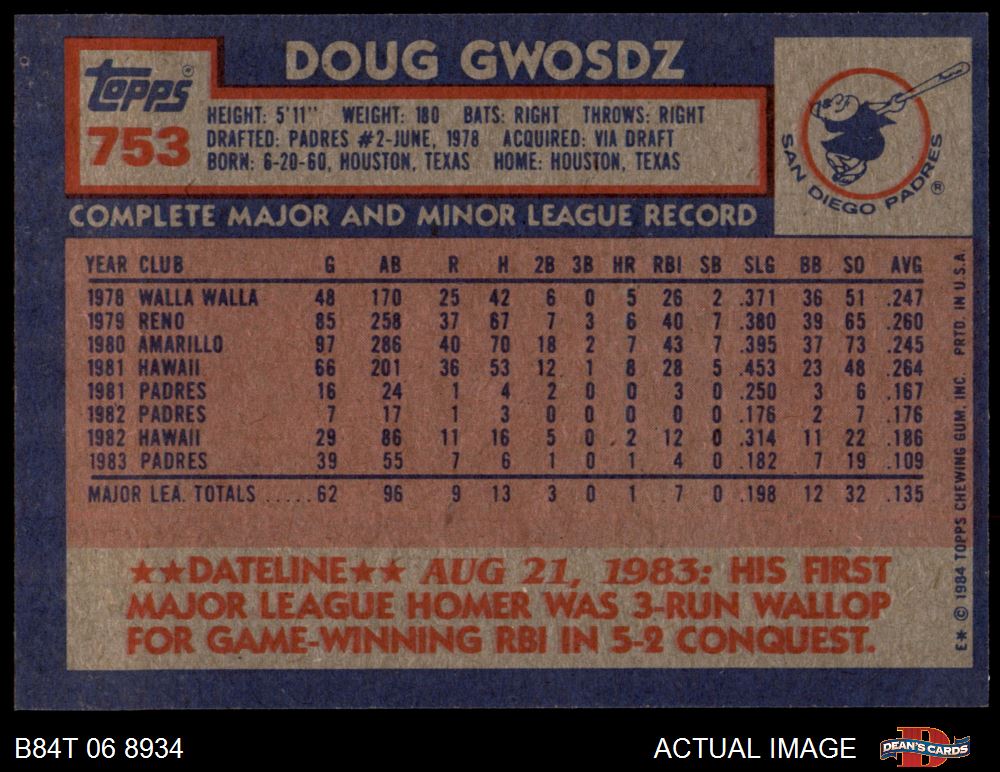 DOUG GWOSDZ
Topps®
753
HEIGHT: 5'11" WEIGHT: 180 BATS: RIGHT THROWS: RIGHT
DRAFTED: PADRES #2-JUNE, 1978 ACQUIRED: VIA DRAFT
BORN: 6-20-60, HOUSTON, TEXAS HOME: HOUSTON, TEXAS
SAN DIEGO PADRES ®
COMPLETE MAJOR AND MINOR LEAGUE RECORD
YEAR CLUB G AB R H 2B 3B HR RBI SB SLG BB SO AVG
1978 WALLA WALLA 48 170 25 42 6 0 5 26 2 .371 36 51 .247
1979 RENO 85 258 37 67 7 3 6 40 7 .380 39 65 .260
1980 AMARILLO 97 286 40 70 18 2 7 43 7 .395 37 73 .245
1981 HAWAII 66 201 36 53 12 1 8 28 5 .453 23 48 .264
1981 PADRES 16 24 1 4 2 0 0 3 0 .250 3 6 .167
1982 PADRES 7 17 1 3 0 0 0 0 0 .176 2 7 .176
1982 HAWAII 29 86 11 16 5 0 2 12 0 .314 11 22 .186
1983 PADRES 39 55 7 6 1 0 1 4 0 .182 7 19 .109
MAJOR LEA. TOTALS .....62 96 9 13 3 0 1 7 0 .198 12 32 .135
★★DATELINE★★ AUG 21, 1983: HIS FIRST
MAJOR LEAGUE HOMER WAS 3-RUN WALLOP
FOR GAME-WINNING RBI IN 5-2 CONQUEST.
E* © 1984 TOPPS CHEWING GUM, INC. PRTD. IN U.S.A.
B84T 06 8934 ACTUAL IMAGE DEAN'S CARDS